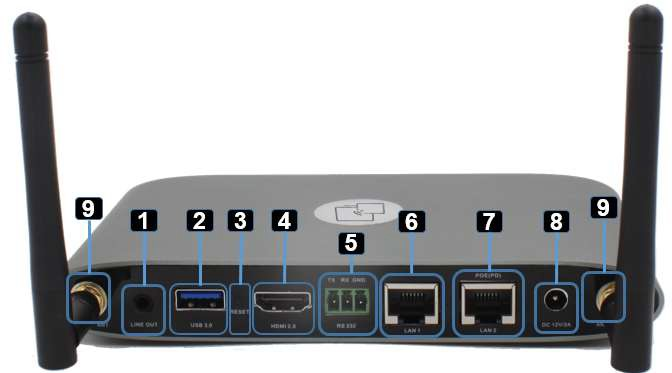 9
1
2
3
4
5
6
7
8
9
TX RX GND
POE(PD)
RESET
LINE OUT
USB 3.0
HDMI 2.0
RS 232
LAN 1
LAN 2
DC 12V/2A